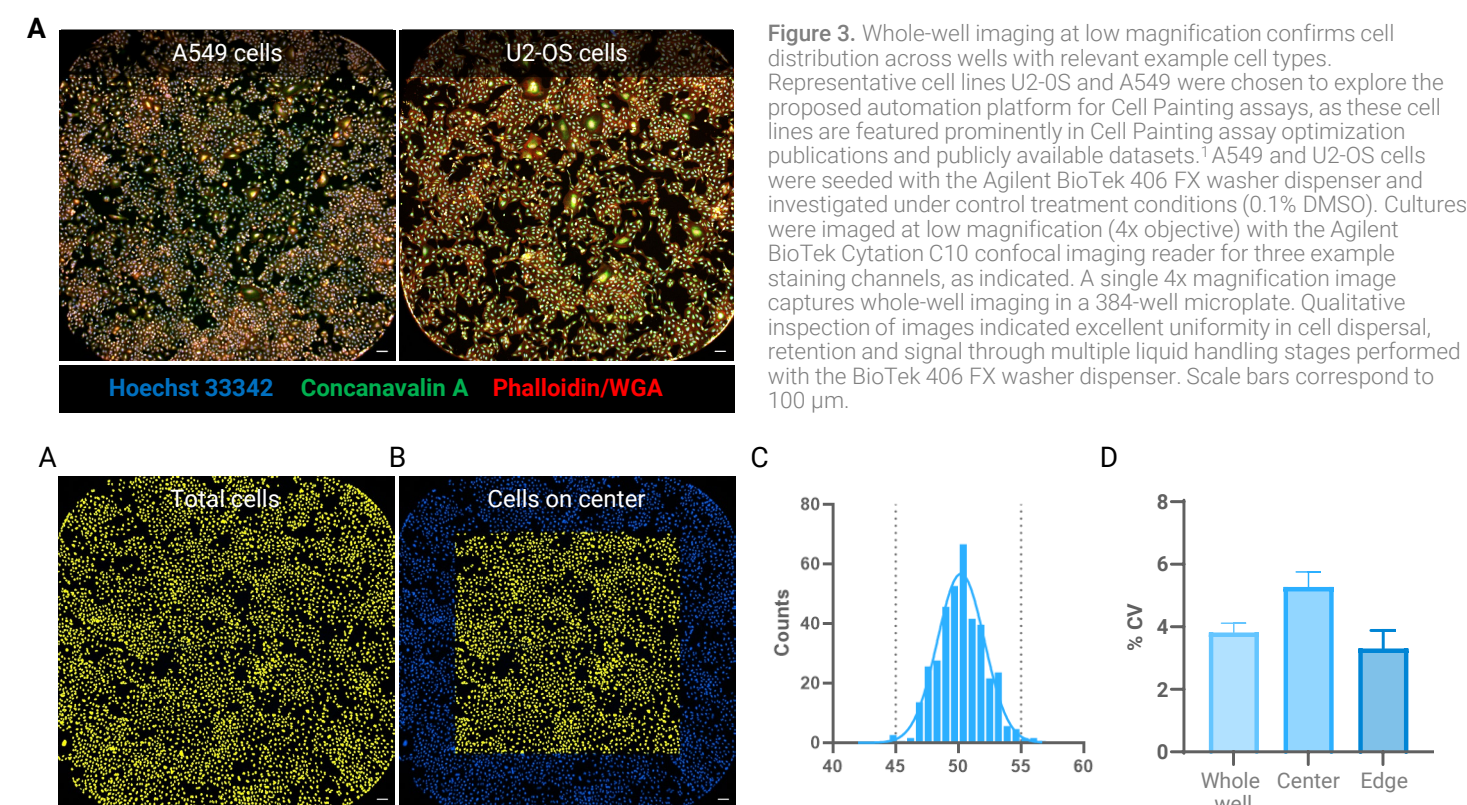 A
A549 cells
U2-OS cells
Hoechst 33342 Concanavalin A Phalloidin/WGA
Figure 3. Whole-well imaging at low magnification confirms cell
distribution across wells with relevant example cell types.
Representative cell lines U2-0S and A549 were chosen to explore the
proposed automation platform for Cell Painting assays, as these cell
lines are featured prominently in Cell Painting assay optimization
publications and publicly available datasets.¹ A549 and U2-OS cells
were seeded with the Agilent BioTek 406 FX washer dispenser and
investigated under control treatment conditions (0.1% DMSO). Cultures
were imaged at low magnification (4x objective) with the Agilent
BioTek Cytation C10 confocal imaging reader for three example
staining channels, as indicated. A single 4x magnification image
captures whole-well imaging in a 384-well microplate. Qualitative
inspection of images indicated excellent uniformity in cell dispersal,
retention and signal through multiple liquid handling stages performed
with the BioTek 406 FX washer dispenser. Scale bars correspond to
100 µm.
A
Total cells
B
Cells on center
C
80
60
40
20
0
Counts
40 45 50 55 60
D
8
6
4
2
0
% CV
Whole Center Edge
well